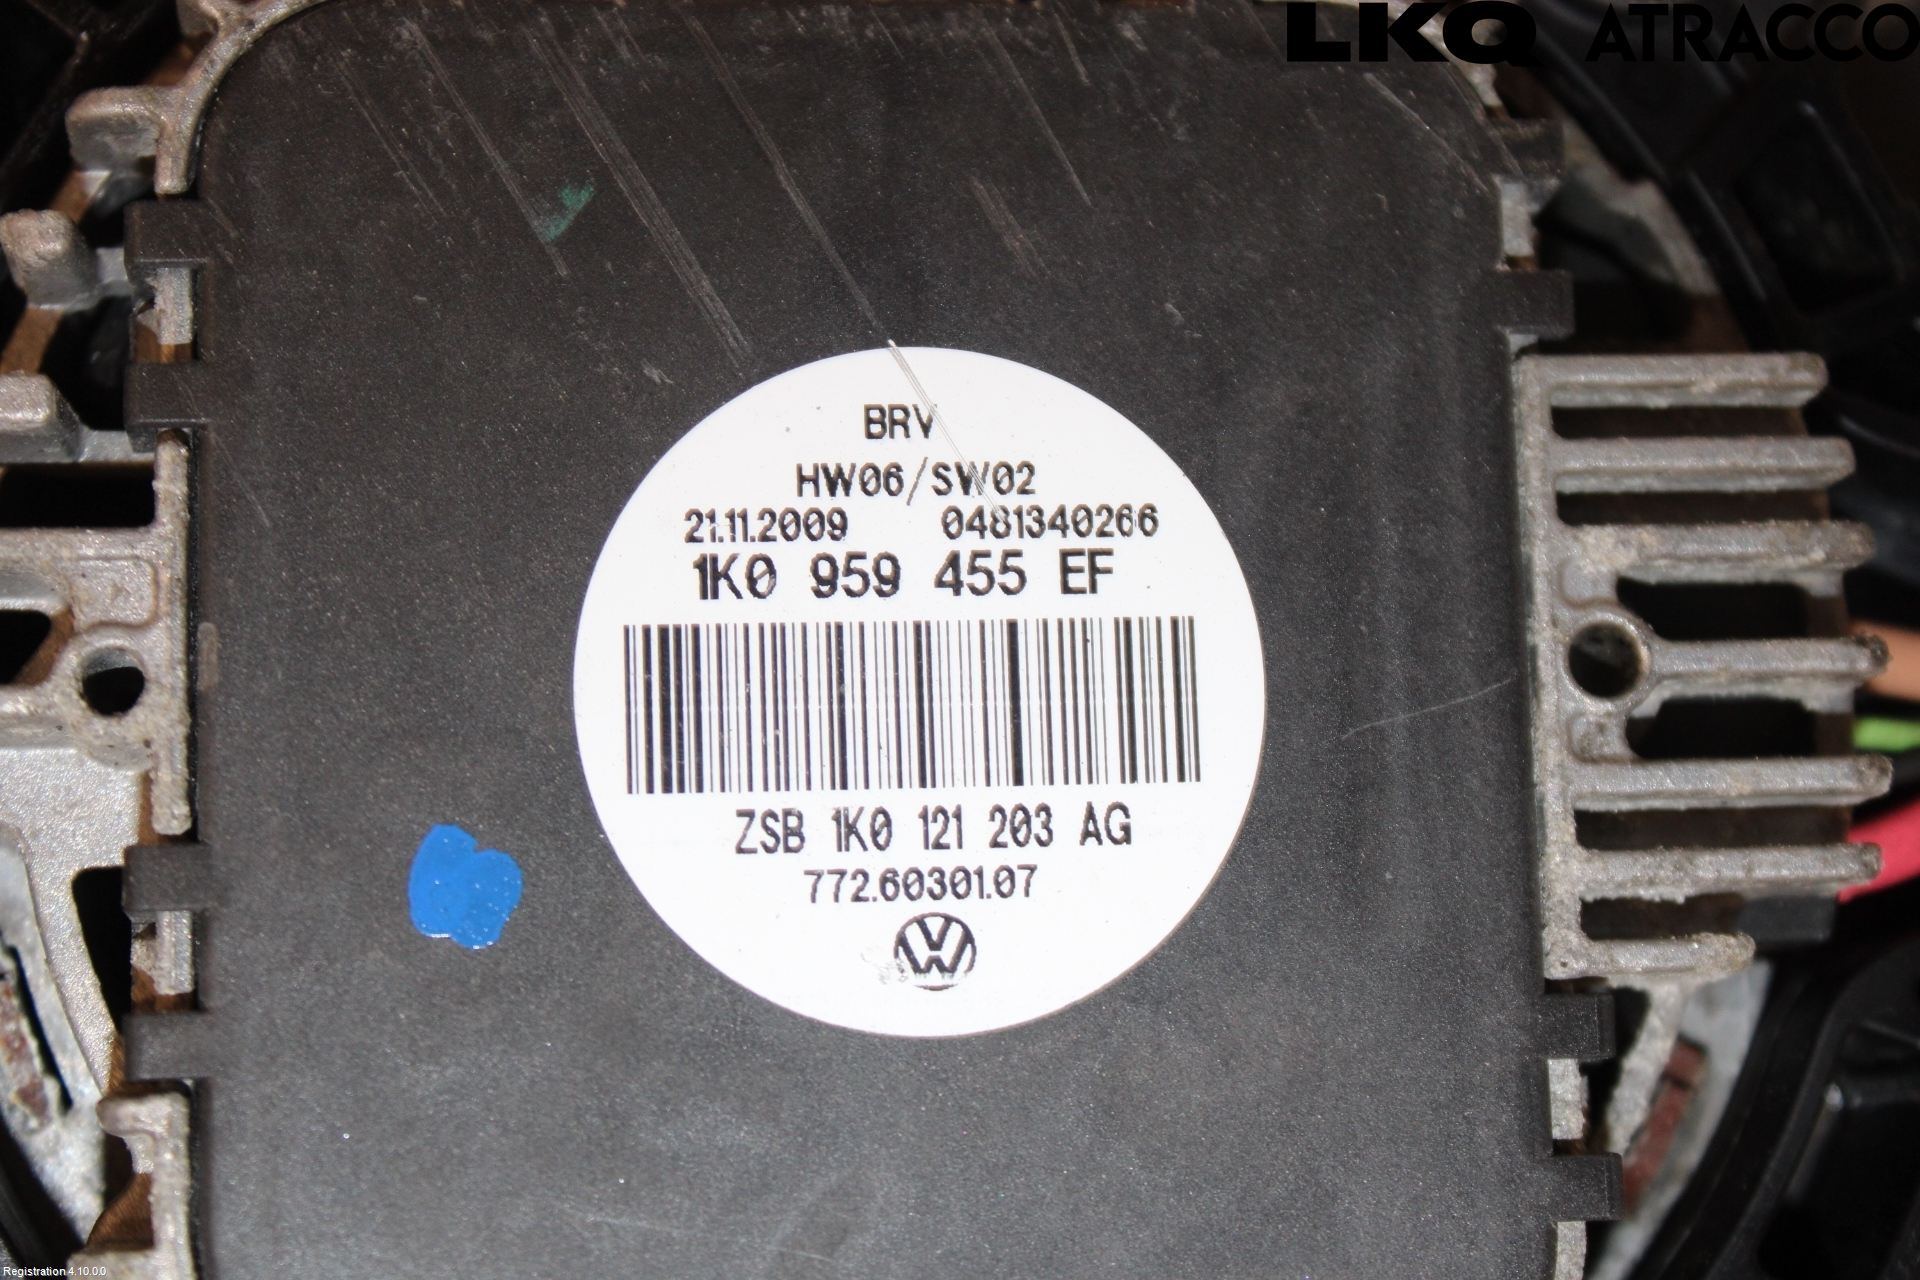 LKQ ATRACCO
BRV
HW06/SW02
21.11.2009 0481340266
1K0 959 455 EF
ZSB 1K0 121 203 AG
772.60301.07
Registration 4.10.0.0